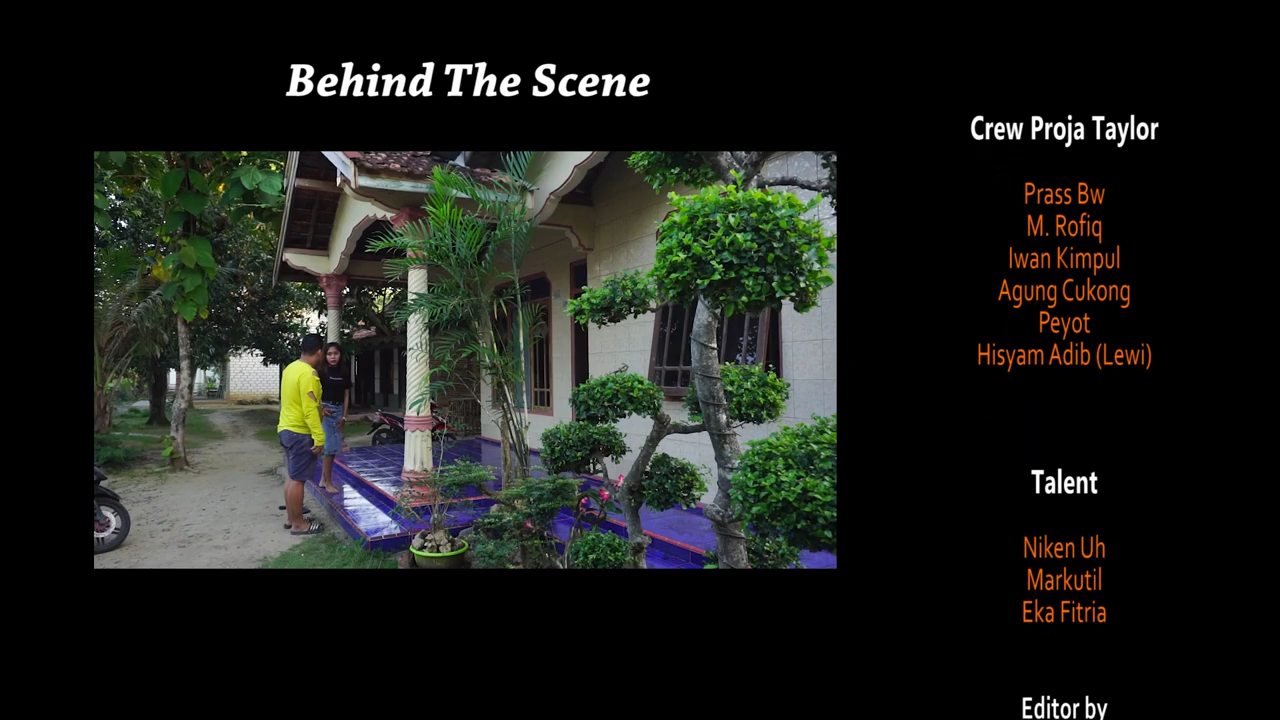 Behind The Scene
Crew Proja Taylor
Prass Bw
M. Rofiq
Iwan Kimpul
Agung Cukong
Peyot
Hisyam Adib (Lewi)
Talent
Niken Uh
Markutil
Eka Fitria
Editor by